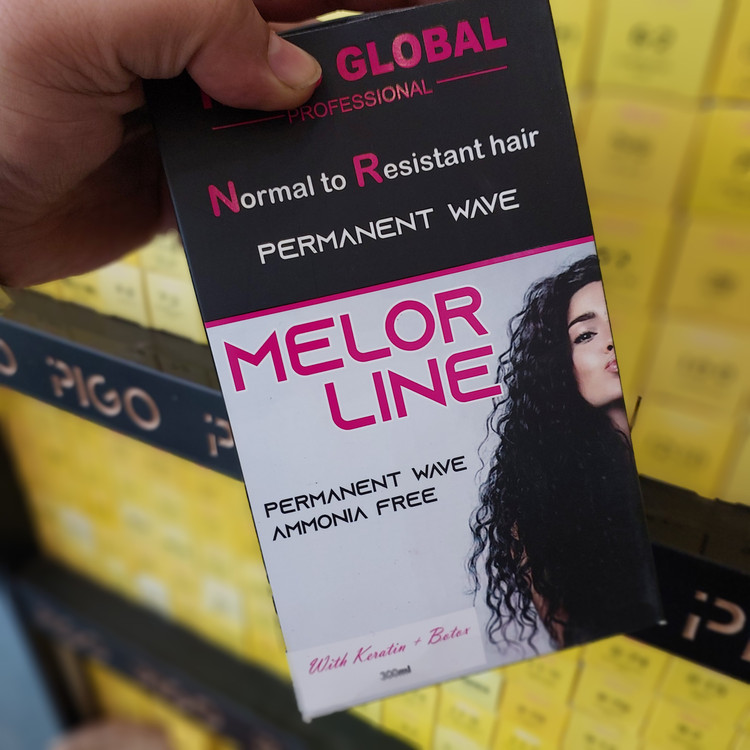 GLOBAL
PROFESSIONAL
Normal to Resistant hair
PERMANENT WAVE
MELOR
LINE
PERMANENT WAVE
AMMONIA FREE
With Keratin + Botox
300ml
PIGO